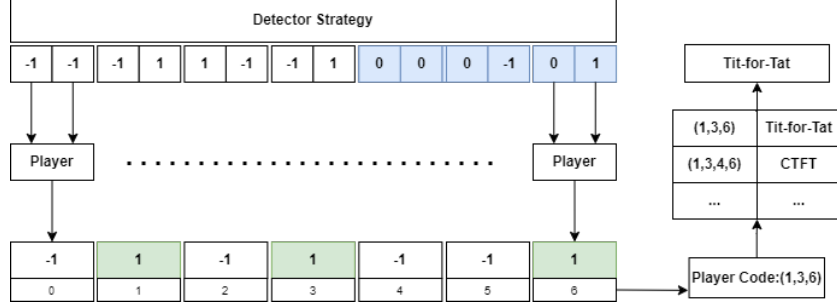 Detector Strategy
-1 -1 -1 1 1 -1 -1 1 0 0 0 -1 0 1
Tit-for-Tat
(1,3,6) Tit-for-Tat
Player Player
(1,3,4,6) CTFT
... ...
-1 1 -1 1 -1 -1 1
0 1 2 3 4 5 6
Player Code:(1,3,6)